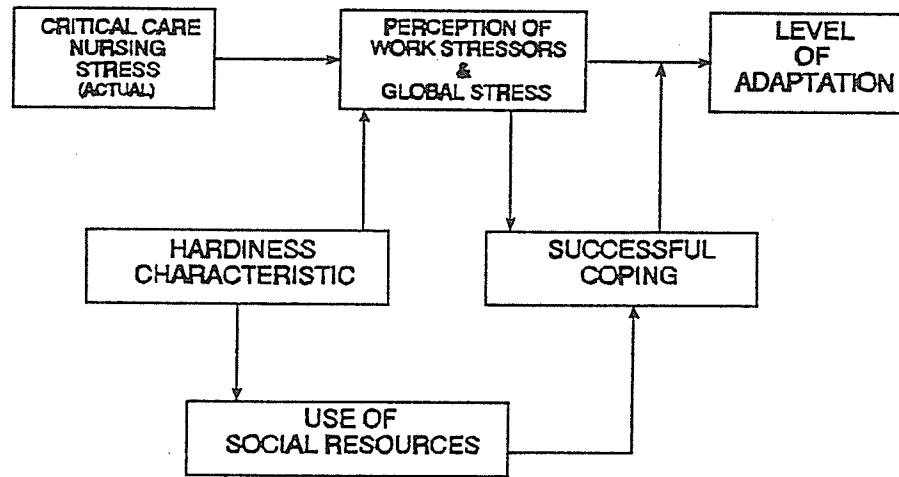 CRITICAL CARE
NURSING
STRESS
(ACTUAL)
PERCEPTION OF
WORK STRESSORS
&
GLOBAL STRESS
LEVEL
OF
ADAPTATION
HARDINESS
CHARACTERISTIC
SUCCESSFUL
COPING
USE OF
SOCIAL RESOURCES